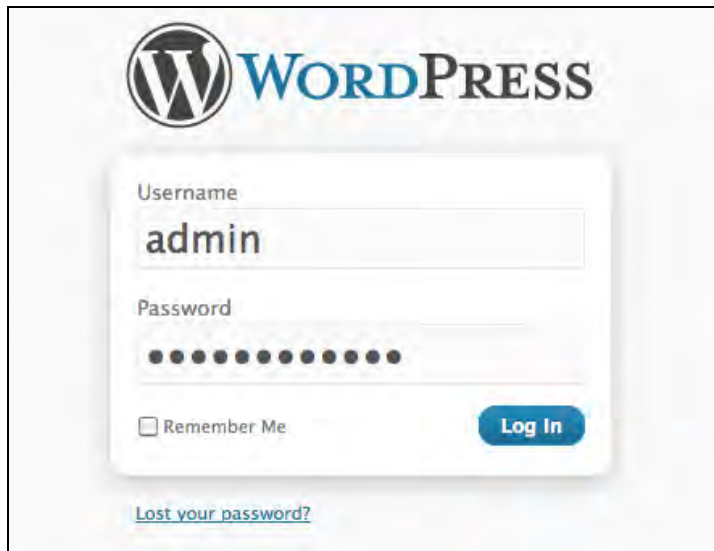 WORDPRESS
Username
admin
Password
●●●●●●●●●●●●
Remember Me
Log In
Lost your password?